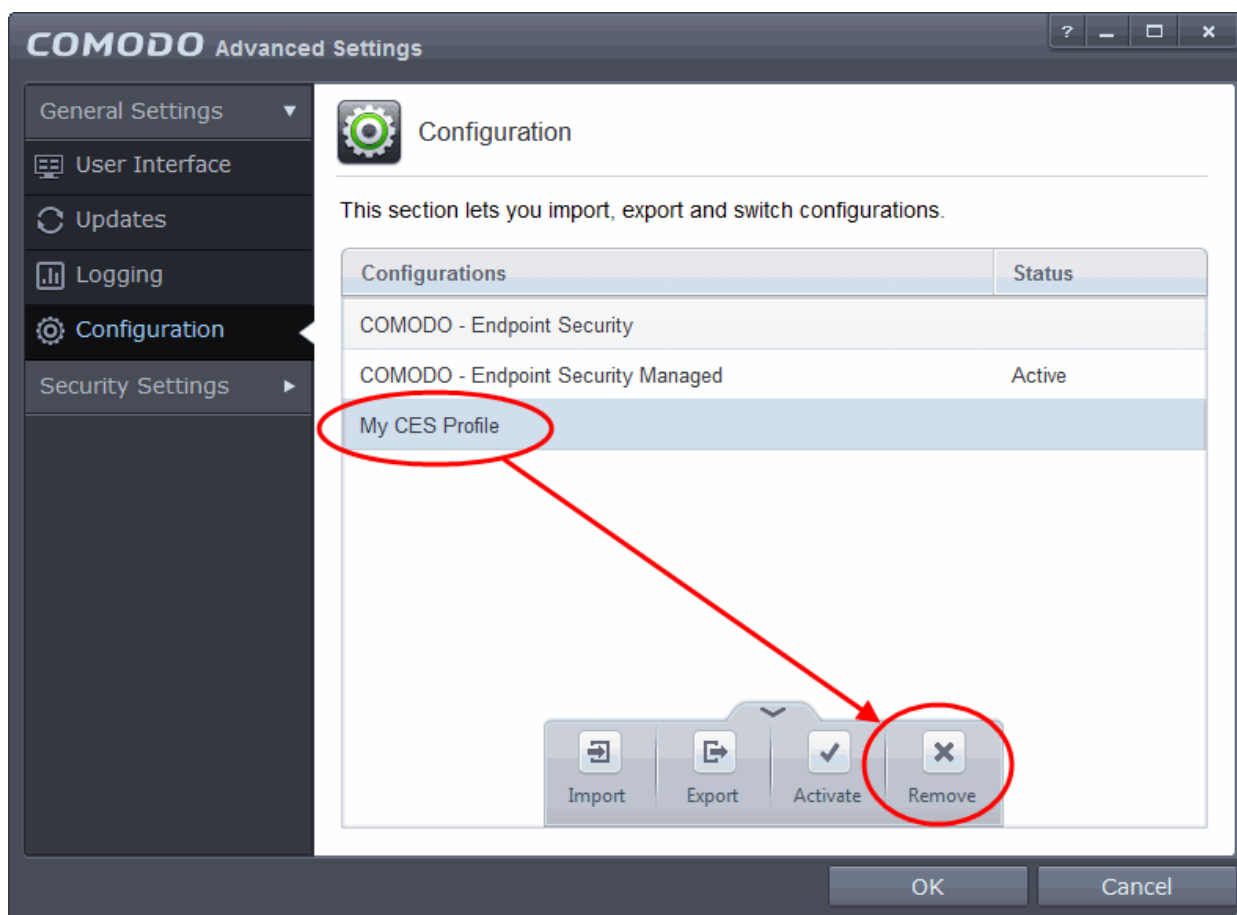 COMODO Advanced Settings
?
General Settings
User Interface
Updates
Logging
Configuration
Security Settings
Configuration
This section lets you import, export and switch configurations.
Configurations Status
COMODO - Endpoint Security
COMODO - Endpoint Security Managed Active
My CES Profile
Import Export Activate Remove
OK Cancel